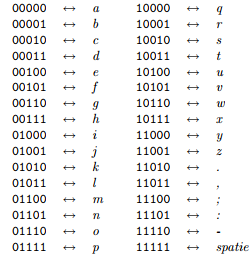 00000 ↔ a 10000 ↔ q
00001 ↔ b 10001 ↔ r
00010 ↔ c 10010 ↔ s
00011 ↔ d 10011 ↔ t
00100 ↔ e 10100 ↔ u
00101 ↔ f 10101 ↔ v
00110 ↔ g 10110 ↔ w
00111 ↔ h 10111 ↔ x
01000 ↔ i 11000 ↔ y
01001 ↔ j 11001 ↔ z
01010 ↔ k 11010 ↔ .
01011 ↔ l 11011 ↔ ,
01100 ↔ m 11100 ↔ ;
01101 ↔ n 11101 ↔ :
01110 ↔ o 11110 ↔ -
01111 ↔ p 11111 ↔ spatie